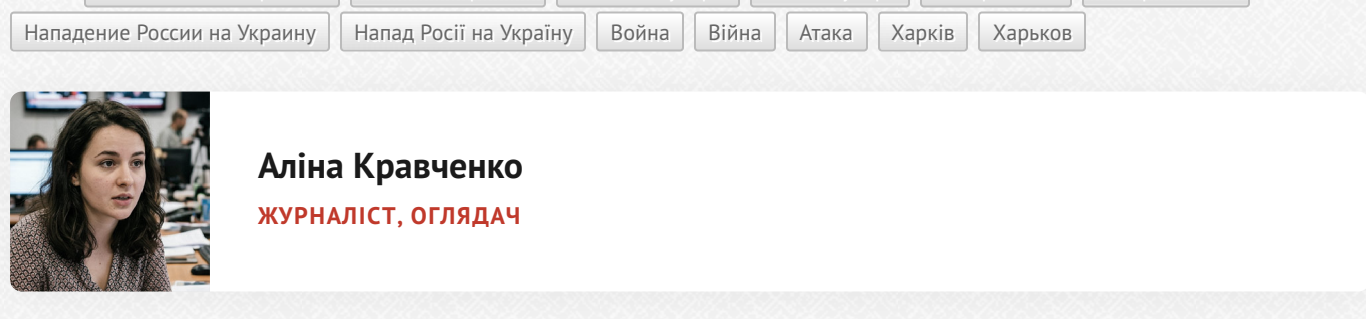 Нападение России на Украину Напад Росії на Україну Война Війна Атака Харків Харьков
Аліна Кравченко
ЖУРНАЛІСТ, ОГЛЯДАЧ